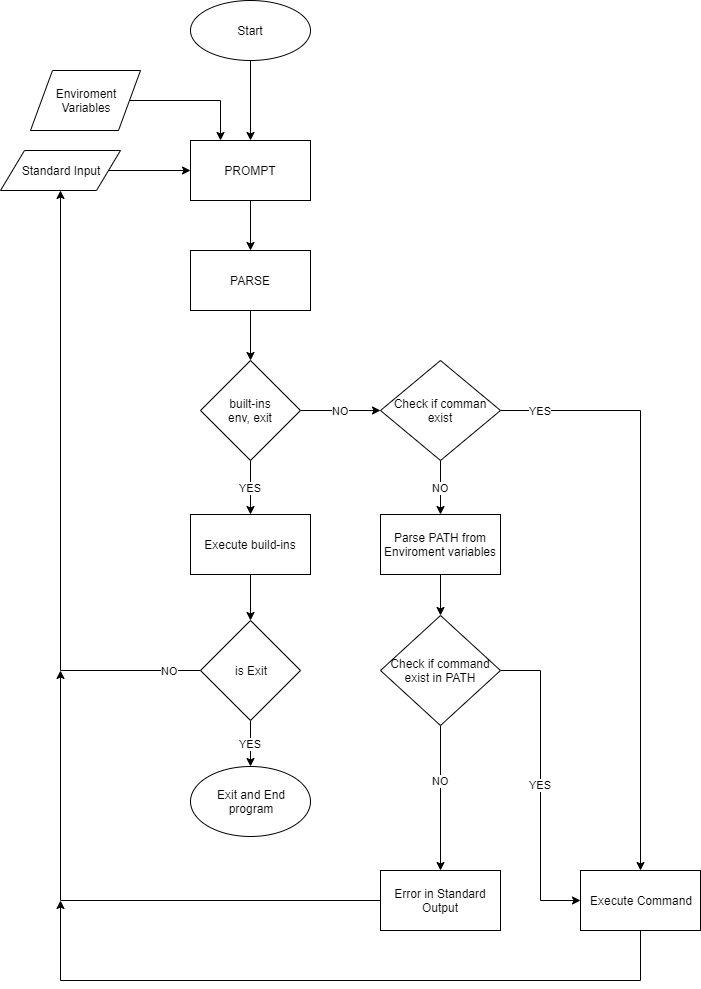 Start
Enviroment
Variables
Standard Input
PROMPT
PARSE
built-ins
env, exit
NO
Check if comman
exist
YES
YES
NO
Execute build-ins
Parse PATH from
Enviroment variables
is Exit
NO
Check if command
exist in PATH
YES
NO
YES
Exit and End
program
Error in Standard
Output
Execute Command